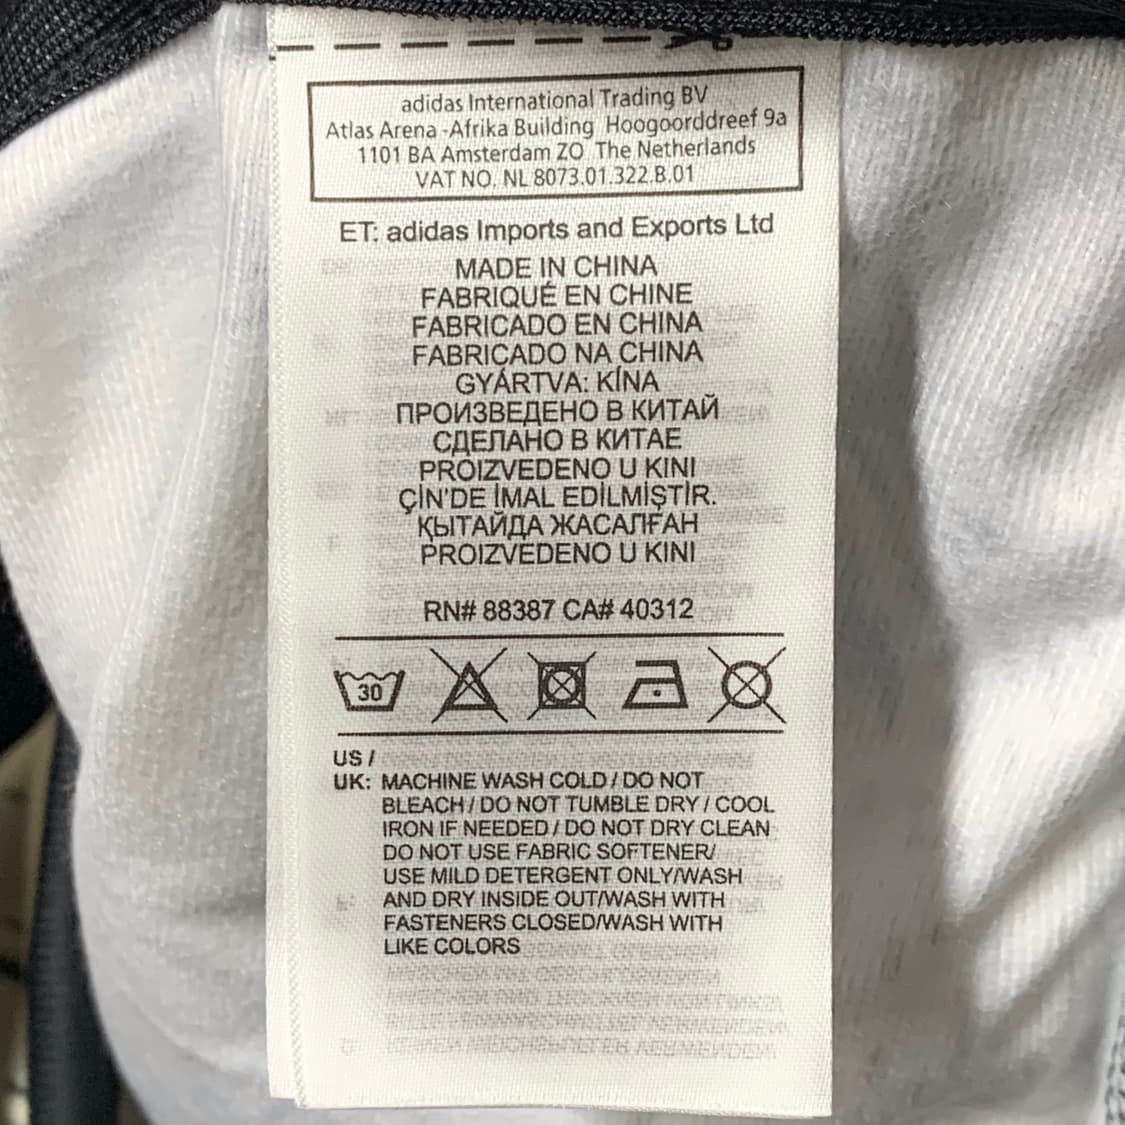 adidas International Trading BV
Atlas Arena -Afrika Building Hoogoorddreef 9a
1101 BA Amsterdam ZO The Netherlands
VAT NO. NL 8073.01.322.B.01
ET: adidas Imports and Exports Ltd
MADE IN CHINA
FABRIQUÉ EN CHINE
FABRICADO EN CHINA
FABRICADO NA CHINA
GYÁRTVA: KÍNA
ПРОИЗВЕДЕНО В КИТАЙ
СДЕЛАНО В КИТАЕ
PROIZVEDENO U KINI
ÇİN'DE İMAL EDİLMİŞTİR.
ҚЫТАЙДА ЖАСАЛҒАН
PROIZVEDENO U KINI
RN# 88387 CA# 40312
30
US /
UK: MACHINE WASH COLD / DO NOT
BLEACH / DO NOT TUMBLE DRY / COOL
IRON IF NEEDED / DO NOT DRY CLEAN
DO NOT USE FABRIC SOFTENER/
USE MILD DETERGENT ONLY/WASH
AND DRY INSIDE OUT/WASH WITH
FASTENERS CLOSED/WASH WITH
LIKE COLORS